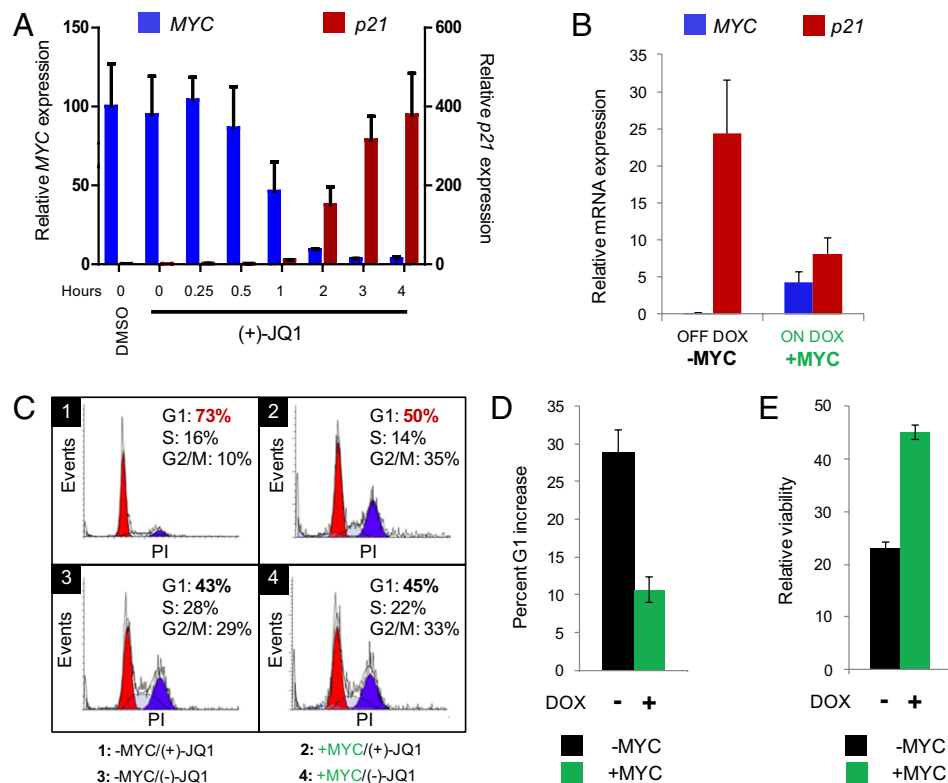 A
MYC
p21
Relative MYC expression
150
100
50
0
Relative p21 expression
600
400
200
0
Hours 0 0 0.25 0.5 1 2 3 4
DMSO
(+)-JQ1
B
MYC
p21
Relative mRNA expression
35
30
25
20
15
10
5
0
OFF DOX
-MYC
ON DOX
+MYC
C
1
G1: 73%
S: 16%
G2/M: 10%
Events
PI
2
G1: 50%
S: 14%
G2/M: 35%
Events
PI
3
G1: 43%
S: 28%
G2/M: 29%
Events
PI
4
G1: 45%
S: 22%
G2/M: 33%
Events
PI
1: -MYC/(+)-JQ1
2: +MYC/(+)-JQ1
3: -MYC/(-)-JQ1
4: +MYC/(-)-JQ1
D
Percent G1 increase
35
30
25
20
15
10
5
0
DOX - +
-MYC
+MYC
E
Relative viability
50
40
30
20
10
0
DOX - +
-MYC
+MYC